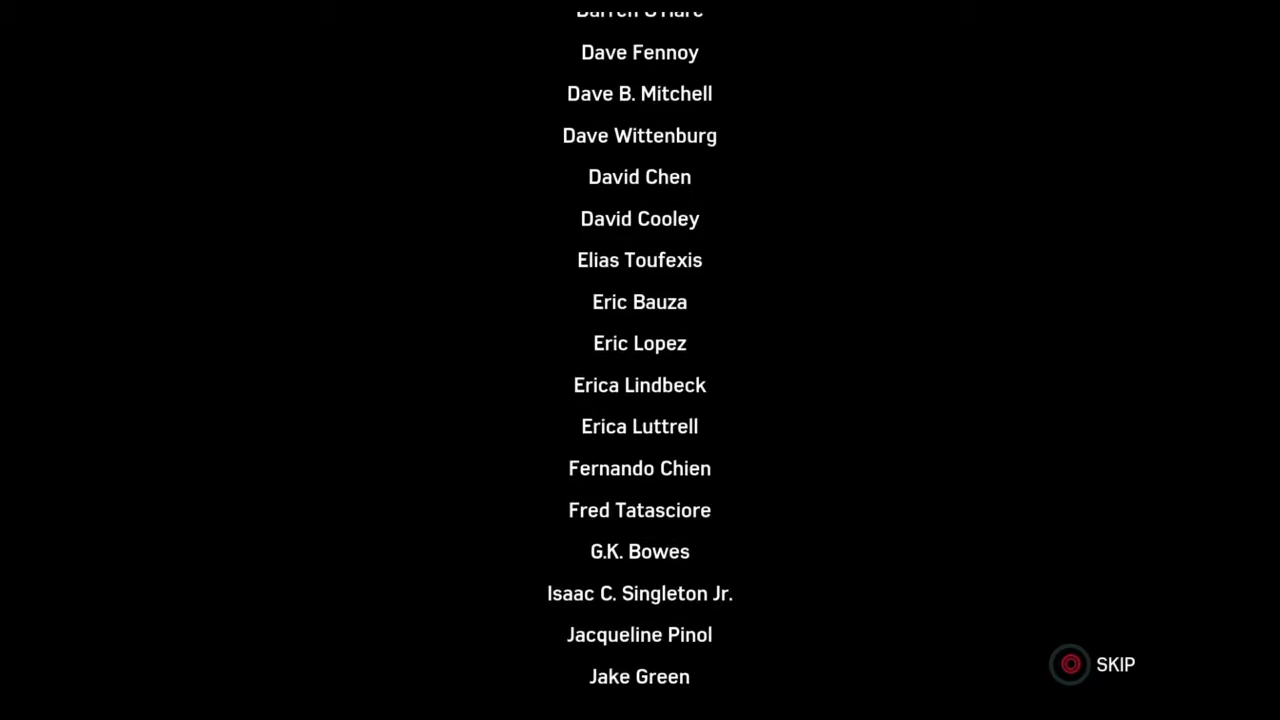 Dave Fennoy
Dave B. Mitchell
Dave Wittenburg
David Chen
David Cooley
Elias Toufexis
Eric Bauza
Eric Lopez
Erica Lindbeck
Erica Luttrell
Fernando Chien
Fred Tatasciore
G.K. Bowes
Isaac C. Singleton Jr.
Jacqueline Pinol
Jake Green
SKIP